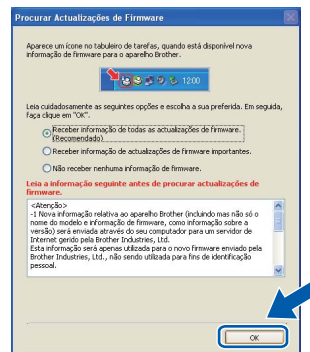 Procurar Actualizações de Firmware
Aparece um ícone no tabuleiro de tarefas, quando está disponível nova
informação de firmware para o aparelho Brother.
12:00
Leia cuidadosamente as seguintes opções e escolha a sua preferida. Em seguida,
faça clique em "OK".
Receber informação de todas as actualizações de firmware.
(Recomendado)
Receber informação de actualizações de firmware importantes.
Não receber nenhuma informação de firmware.
Leia a informação seguinte antes de procurar actualizações de
firmware.
<Atenção>
-1 Nova informação relativa ao aparelho Brother (incluindo mas não só o
nome do modelo e informação de firmware, como informação sobre a
versão) será enviada através do seu computador para um servidor de
Internet gerido pela Brother Industries, Ltd.
Esta informação será apenas utilizada para o novo firmware enviado pela
Brother Industries, Ltd., não sendo utilizada para fins de identificação
pessoal.
OK